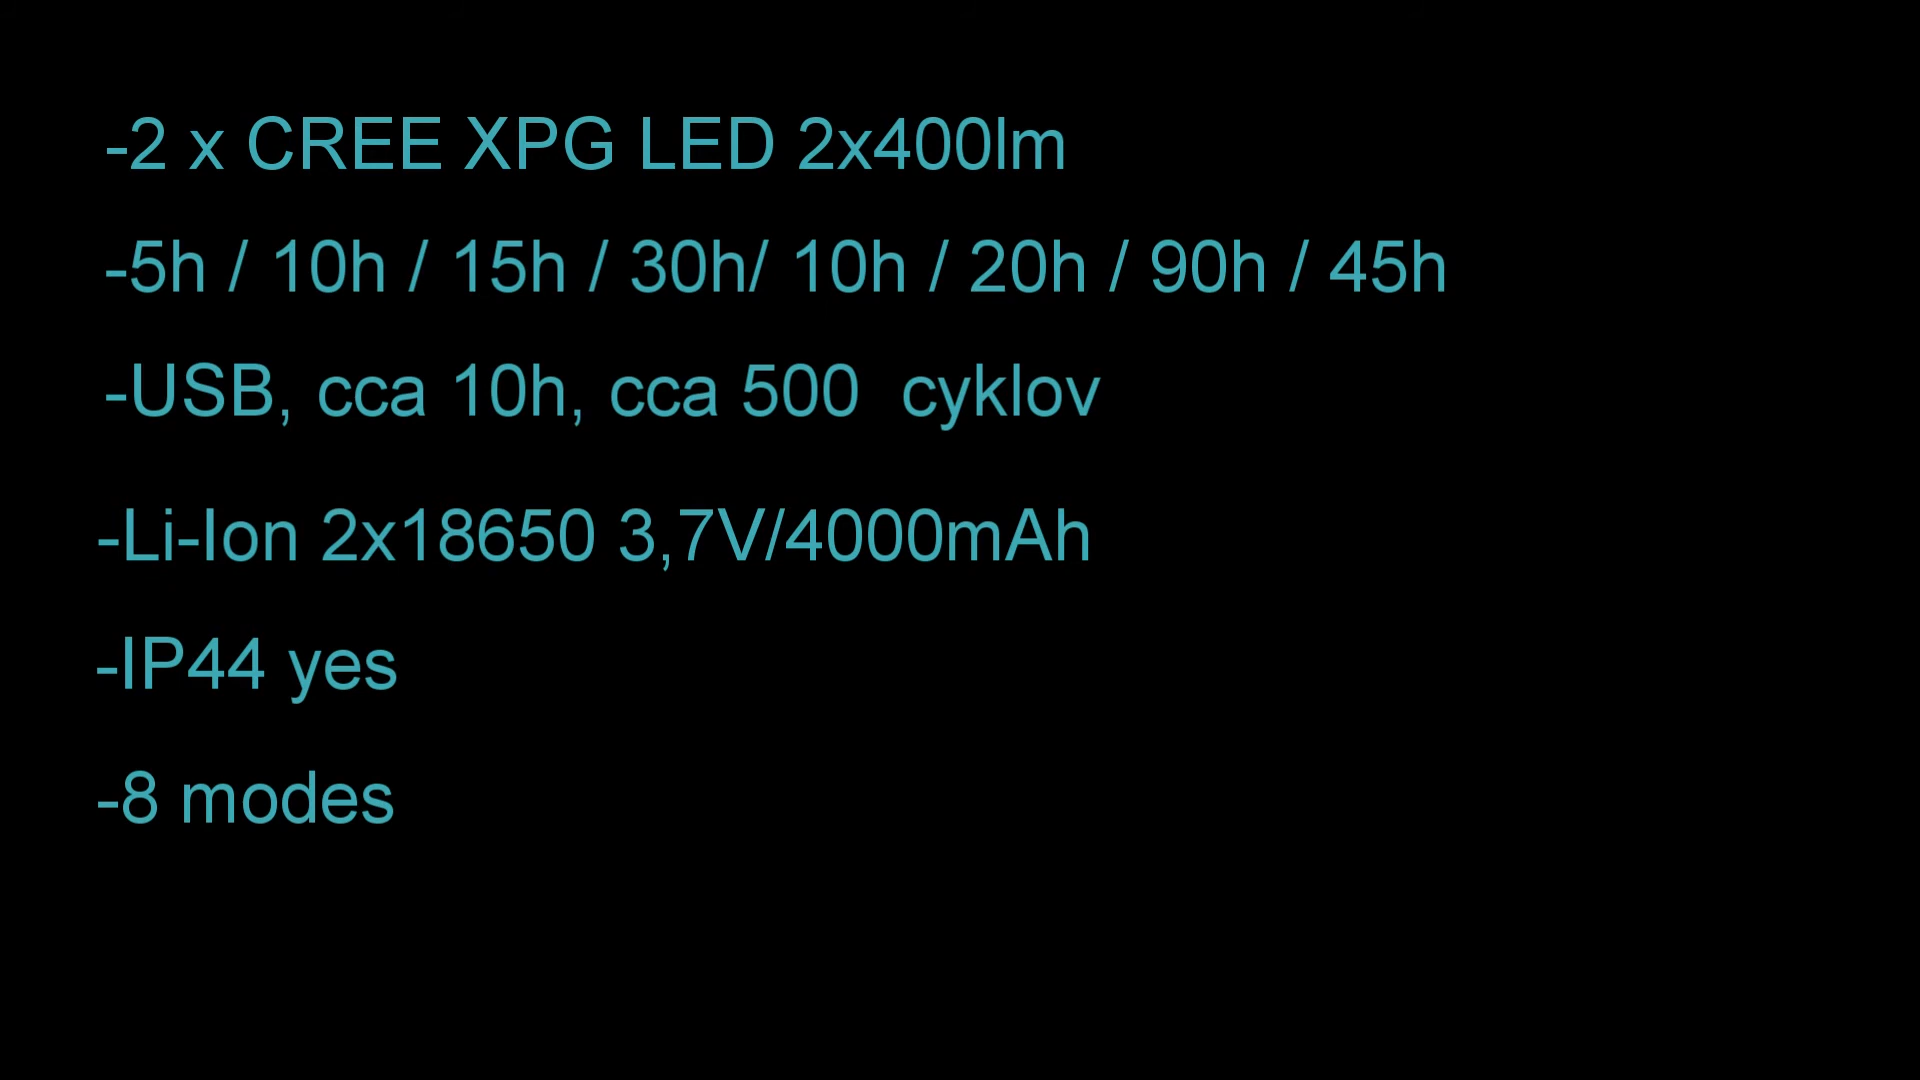 -2 x CREE XPG LED 2x400lm
-5h / 10h / 15h / 30h/ 10h / 20h / 90h / 45h
-USB, cca 10h, cca 500  cyklov
-Li-Ion 2x18650 3,7V/4000mAh
-IP44 yes
-8 modes